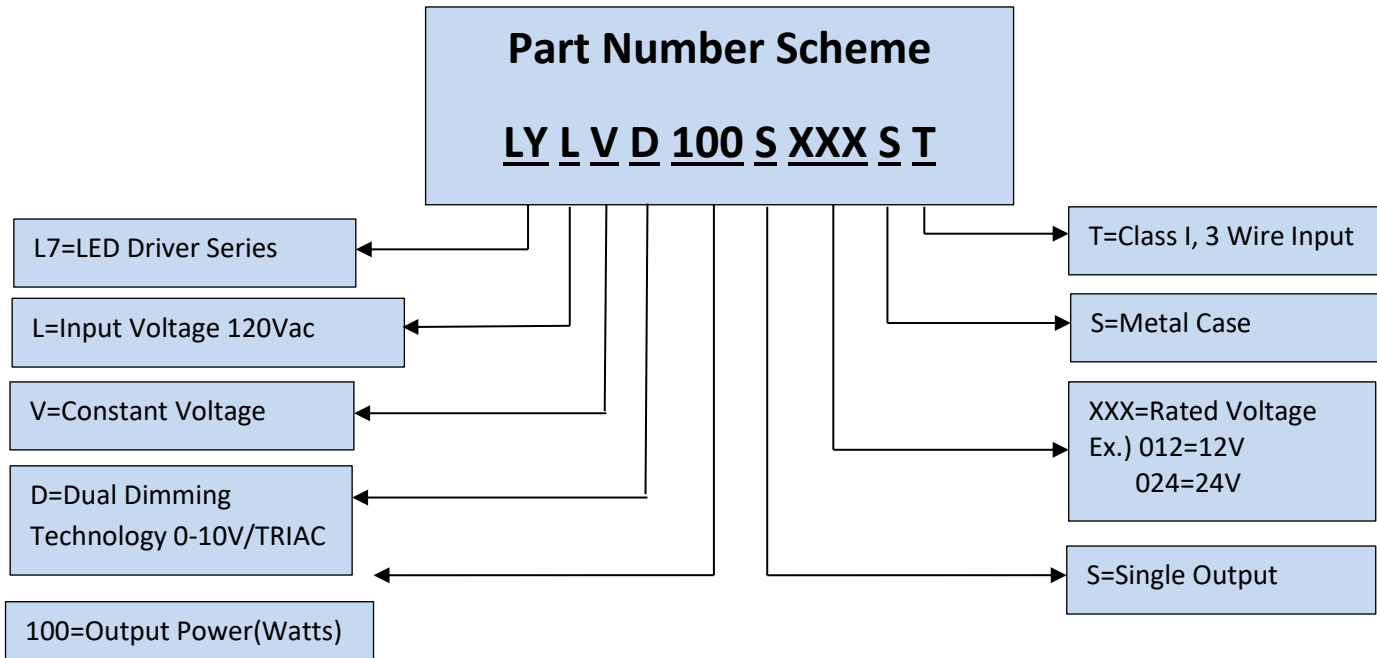 Part Number Scheme
LY L V D 100 S XXX S T
L7=LED Driver Series
L=Input Voltage 120Vac
V=Constant Voltage
D=Dual Dimming
Technology 0-10V/TRIAC
100=Output Power(Watts)
T=Class I, 3 Wire Input
S=Metal Case
XXX=Rated Voltage
Ex.) 012=12V
024=24V
S=Single Output